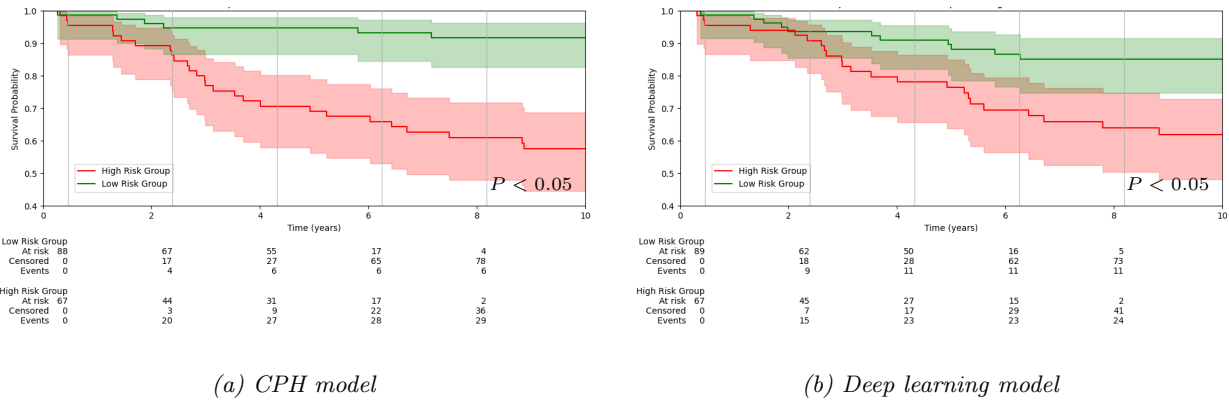 Survival Probability
1.0
0.9
0.8
0.7
0.6
0.5
0.4
High Risk Group
Low Risk Group
P < 0.05
0 2 4 6 8 10
Time (years)
Low Risk Group
At risk 88 67 55 17 4
Censored 0 17 27 65 78
Events 0 4 6 6 6
High Risk Group
At risk 67 44 31 17 2
Censored 0 3 9 22 36
Events 0 20 27 28 29
(a) CPH model
Survival Probability
1.0
0.9
0.8
0.7
0.6
0.5
0.4
High Risk Group
Low Risk Group
P < 0.05
0 2 4 6 8 10
Time (years)
Low Risk Group
At risk 89 62 50 16 5
Censored 0 18 28 62 73
Events 0 9 11 11 11
High Risk Group
At risk 67 45 27 15 2
Censored 0 7 17 29 41
Events 0 15 23 23 24
(b) Deep learning model